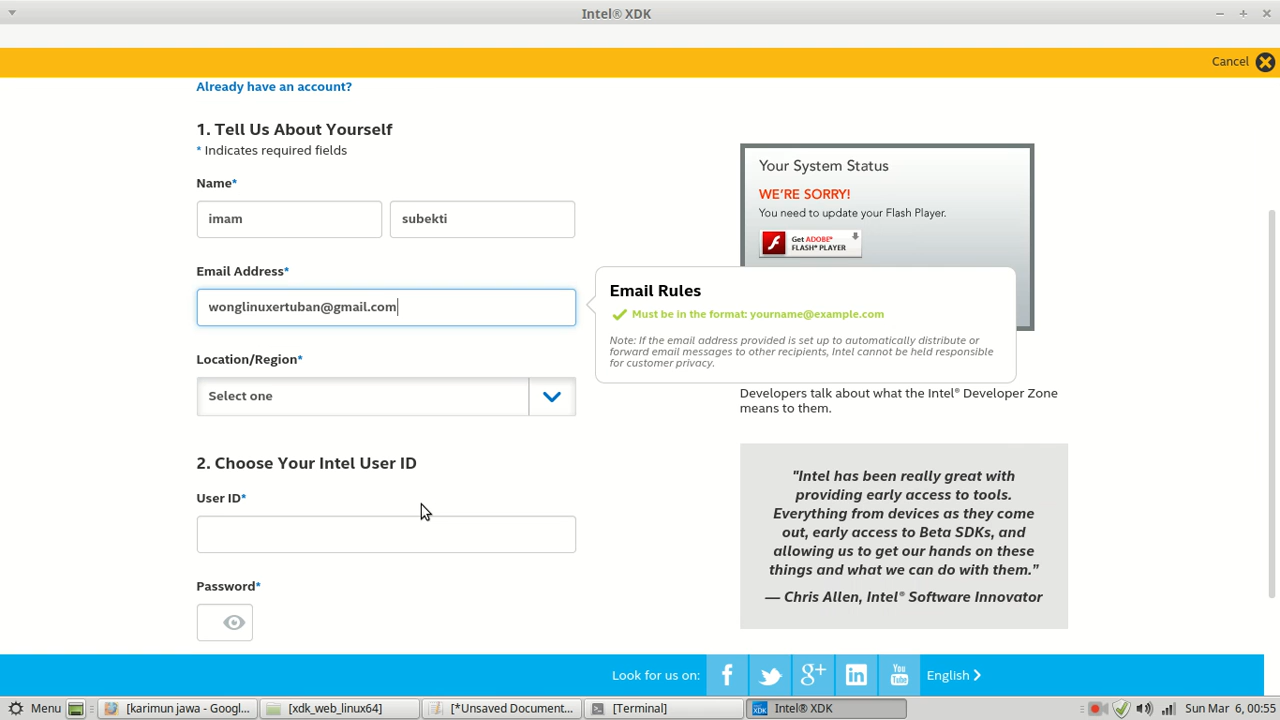 Intel® XDK
Cancel
Already have an account?
1. Tell Us About Yourself
* Indicates required fields
Name*
imam
subekti
Email Address*
wonglinuxertuban@gmail.com
Location/Region*
Select one
2. Choose Your Intel User ID
User ID*
Password*
Your System Status
WE'RE SORRY!
You need to update your Flash Player.
Get ADOBE®
FLASH® PLAYER
Email Rules
Must be in the format: yourname@example.com
Note: If the email address provided is set up to automatically distribute or
forward email messages to other recipients, Intel cannot be held responsible
for customer privacy.
Developers talk about what the Intel® Developer Zone
means to them.
"Intel has been really great with
providing early access to tools.
Everything from devices as they come
out, early access to Beta SDKs, and
allowing us to get our hands on these
things and what we can do with them."
— Chris Allen, Intel® Software Innovator
Look for us on:
f
g+
in
You
Tube
English
Menu
[karimun jawa - Googl...
[xdk_web_linux64]
[*Unsaved Document...
[Terminal]
Intel® XDK
Sun Mar 6, 00:55